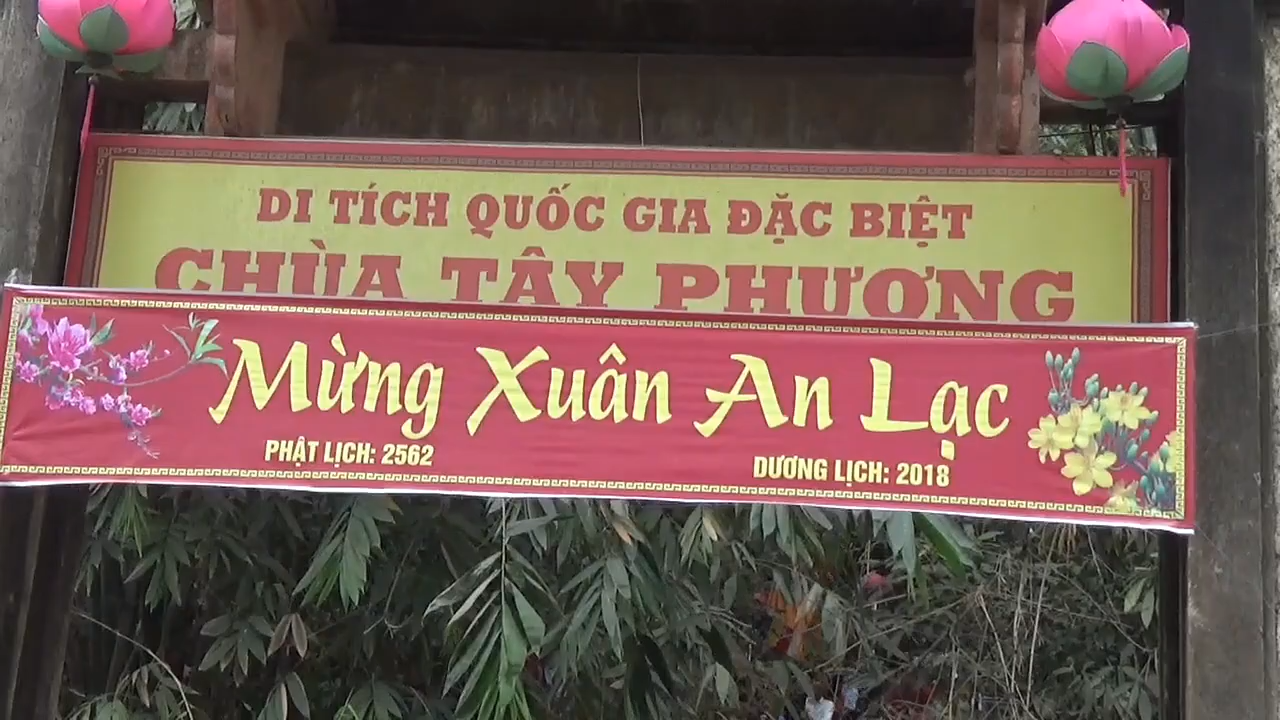 DI TÍCH QUỐC GIA ĐẶC BIỆT
CHÙA TÂY PHƯƠNG
Mừng Xuân An Lạc
PHẬT LỊCH: 2562
DƯƠNG LỊCH: 2018